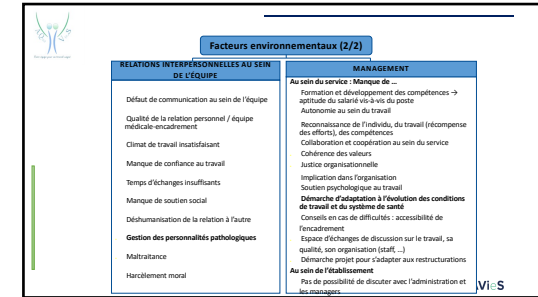 Facteurs environnementaux (2/2)
RELATIONS INTERPERSONNELLES AU SEIN
DE L'ÉQUIPE
Défaut de communication au sein de l'équipe
Qualité de la relation personnel / équipe
médicale-encadrement
Climat de travail insatisfaisant
Manque de confiance au travail
Temps d'échanges insuffisants
Manque de soutien social
Déshumanisation de la relation à l'autre
Gestion des personnalités pathologiques
Maltraitance
Harcèlement moral
MANAGEMENT
Au sein du service : Manque de ...
Formation et développement des compétences →
aptitude du salarié vis-à-vis du poste
Autonomie au sein du travail
Reconnaissance de l'individu, du travail (récompense
des efforts), des compétences
Collaboration et coopération au sein du service
Cohérence des valeurs
Justice organisationnelle
Implication dans l'organisation
Soutien psychologique au travail
Démarche d'adaptation à l'évolution des conditions
de travail et du système de santé
Conseils en cas de difficultés : accessibilité de
l'encadrement
Espace d'échanges de discussion sur le travail, sa
qualité, son organisation (staff, ...)
Démarche projet pour s'adapter aux restructurations
Au sein de l'établissement
Pas de possibilité de discuter avec l'administration et
les managers
VieS